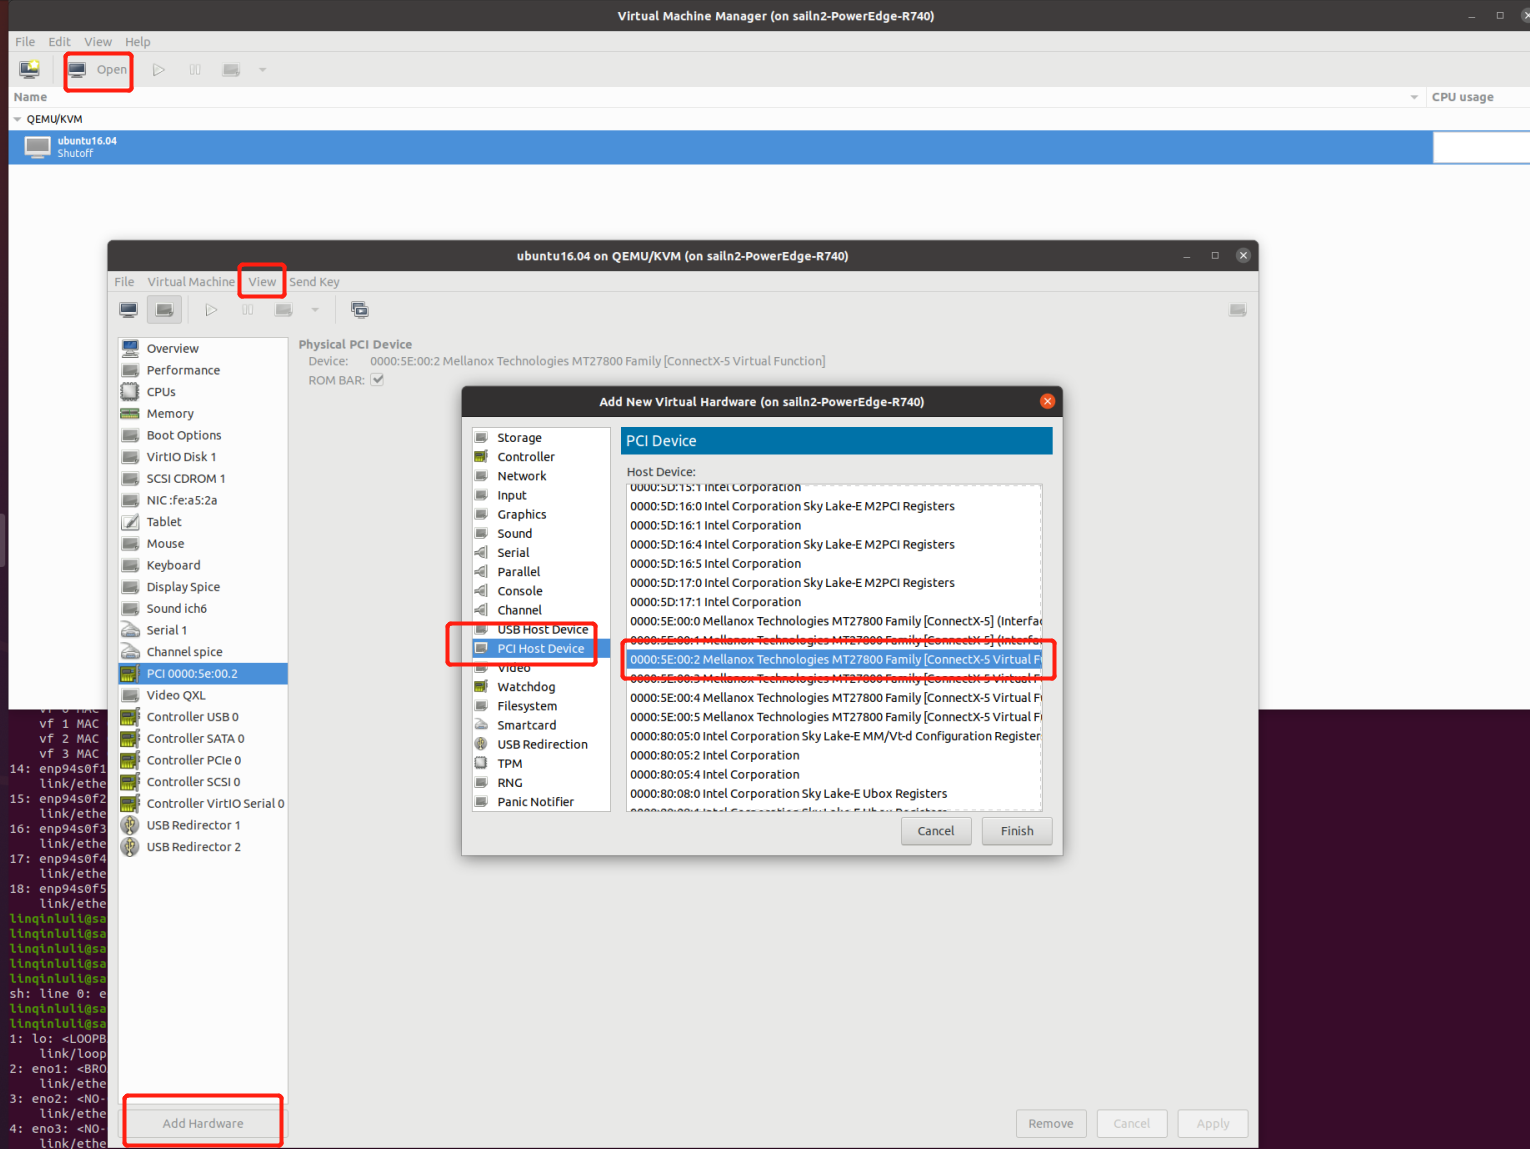 Virtual Machine Manager (on sailn2-PowerEdge-R740)
File Edit View Help
Open
Name CPU usage
QEMU/KVM
ubuntu16.04
Shutoff
ubuntu16.04 on QEMU/KVM (on sailn2-PowerEdge-R740)
File Virtual Machine View Send Key
Overview
Performance
CPUs
Memory
Boot Options
VirtIO Disk 1
SCSI CDROM 1
NIC :fe:a5:2a
Tablet
Mouse
Keyboard
Display Spice
Sound ich6
Serial 1
Channel spice
PCI 0000:5e:00.2
Video QXL
Controller USB 0
Controller SATA 0
Controller PCIe 0
Controller SCSI 0
Controller VirtIO Serial 0
USB Redirector 1
USB Redirector 2
Add Hardware
Physical PCI Device
Device: 0000:5E:00:2 Mellanox Technologies MT27800 Family [ConnectX-5 Virtual Function]
ROM BAR:
Add New Virtual Hardware (on sailn2-PowerEdge-R740)
Storage
Controller
Network
Input
Graphics
Sound
Serial
Parallel
Console
Channel
USB Host Device
PCI Host Device
Video
Watchdog
Filesystem
Smartcard
USB Redirection
TPM
RNG
Panic Notifier
PCI Device
Host Device:
0000:5D:15:1 Intel Corporation
0000:5D:16:0 Intel Corporation Sky Lake-E M2PCI Registers
0000:5D:16:1 Intel Corporation
0000:5D:16:4 Intel Corporation Sky Lake-E M2PCI Registers
0000:5D:16:5 Intel Corporation
0000:5D:17:0 Intel Corporation Sky Lake-E M2PCI Registers
0000:5D:17:1 Intel Corporation
0000:5E:00:0 Mellanox Technologies MT27800 Family [ConnectX-5] (Interfac
0000:5E:00:1 Mellanox Technologies MT27800 Family [ConnectX-5] (Interfac
0000:5E:00:2 Mellanox Technologies MT27800 Family [ConnectX-5 Virtual F
0000:5E:00:3 Mellanox Technologies MT27800 Family [ConnectX-5 Virtual F
0000:5E:00:4 Mellanox Technologies MT27800 Family [ConnectX-5 Virtual F
0000:5E:00:5 Mellanox Technologies MT27800 Family [ConnectX-5 Virtual F
0000:80:05:0 Intel Corporation Sky Lake-E MM/Vt-d Configuration Register
0000:80:05:2 Intel Corporation
0000:80:05:4 Intel Corporation
0000:80:08:0 Intel Corporation Sky Lake-E Ubox Registers
0000:80:08:1 Intel Corporation Sky Lake-E Ubox Registers
Cancel Finish
Remove Cancel Apply
vf 0 MAC
vf 1 MAC
vf 2 MAC
vf 3 MAC
14: enp94s0f1
link/ethe
15: enp94s0f2
link/ethe
16: enp94s0f3
link/ethe
17: enp94s0f4
link/ethe
18: enp94s0f5
link/ethe
linqinluli@sa
linqinluli@sa
linqinluli@sa
linqinluli@sa
linqinluli@sa
sh: line 0: e
linqinluli@sa
linqinluli@sa
1: lo: <LOOPB
link/loop
2: eno1: <BRO
link/ethe
3: eno2: <NO-
link/ethe
4: eno3: <NO-
link/ethe